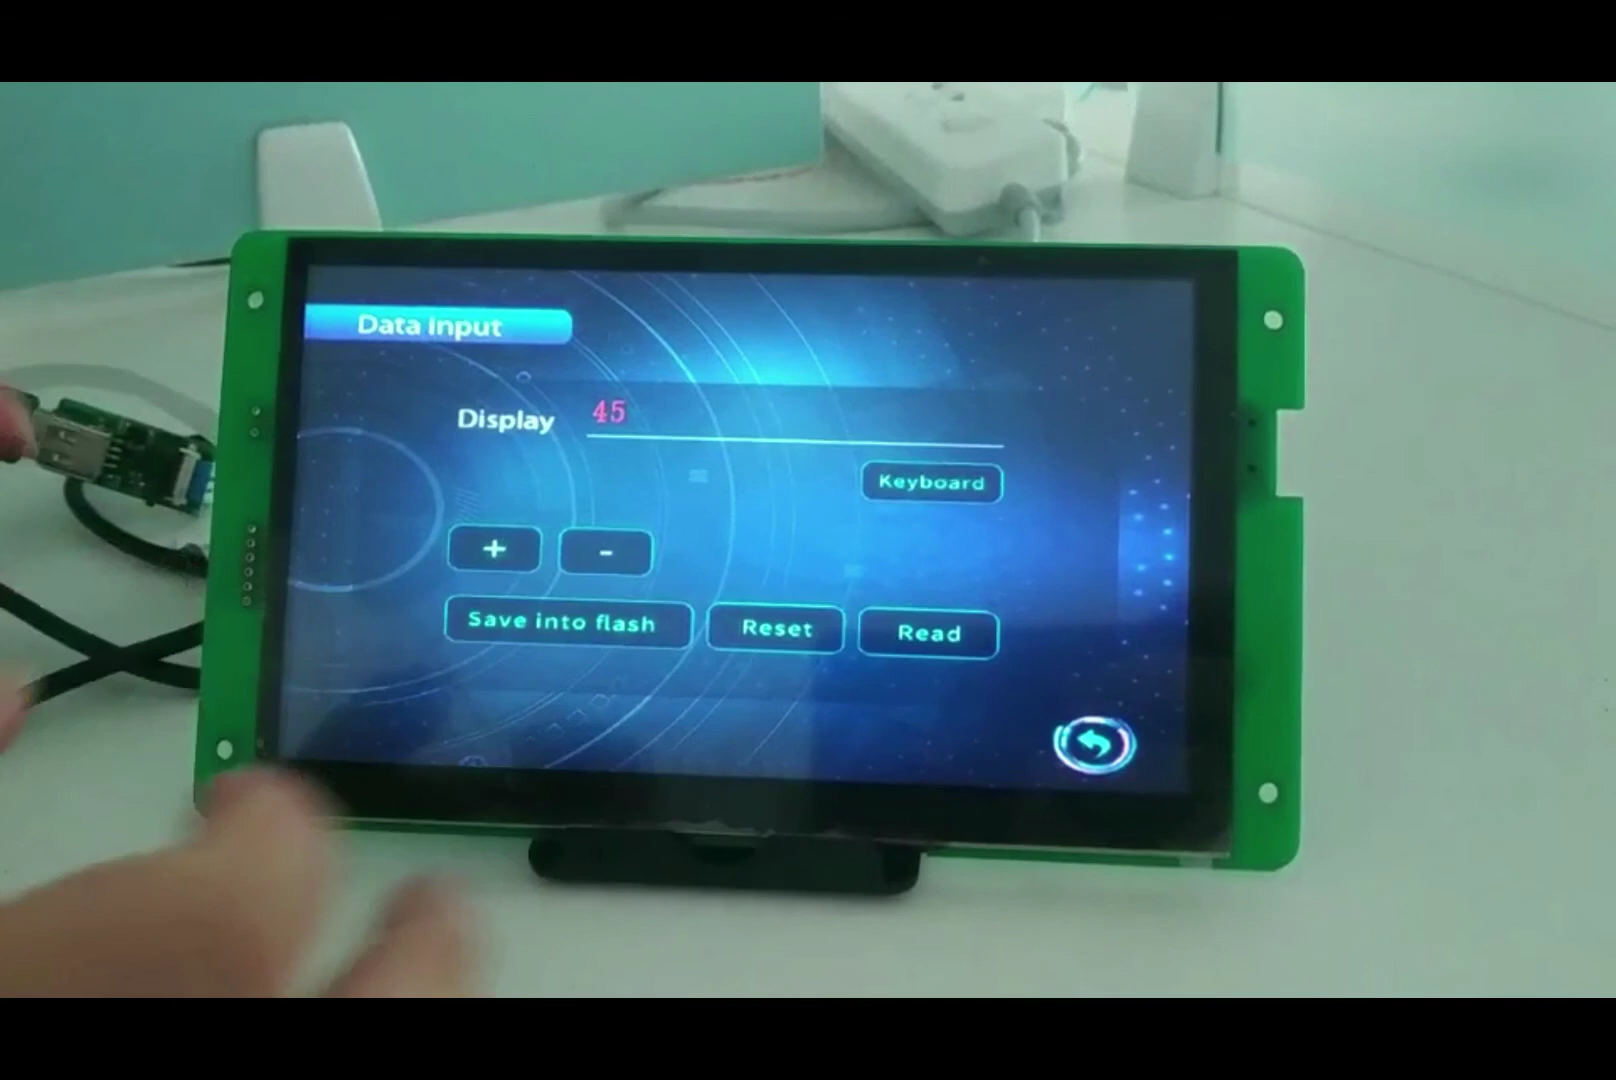 Data input
Display 45
Keyboard
+ -
Save into flash Reset Read